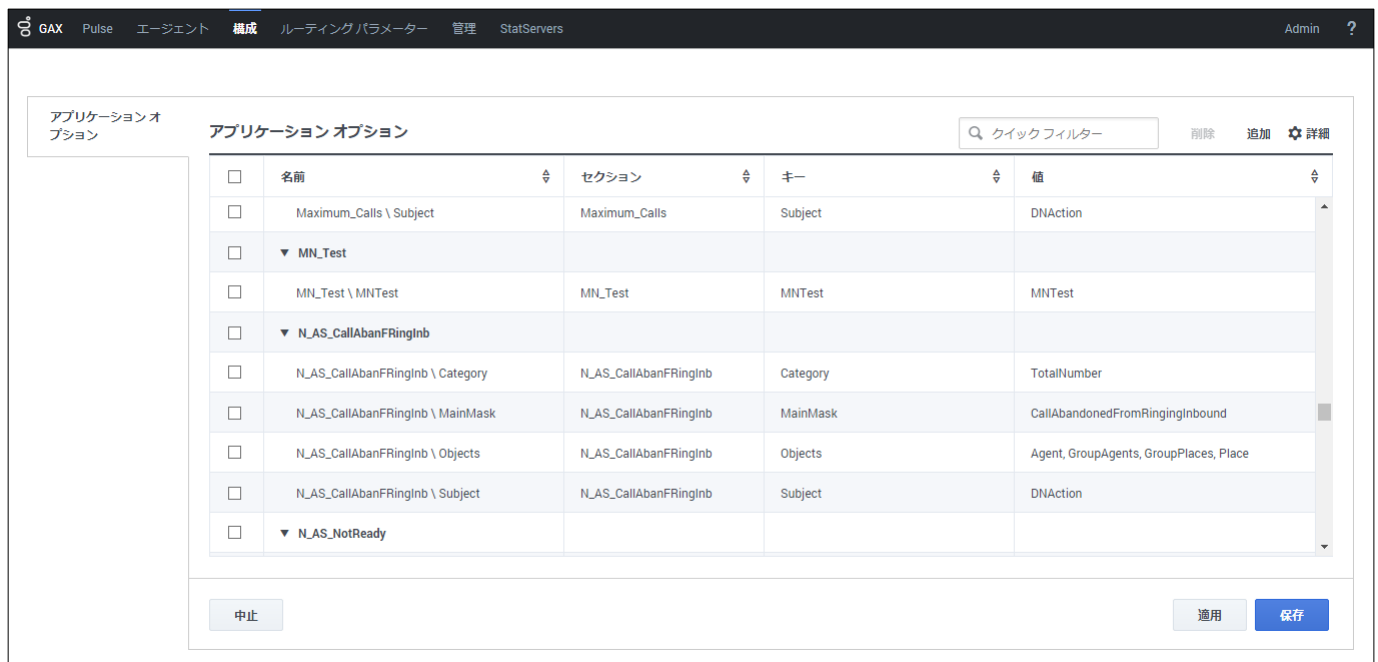 GAX Pulse エージェント 構成 ルーティング パラメーター 管理 StatServers Admin ?
アプリケーション オ
プション
アプリケーション オプション クイック フィルター 削除 追加 詳細
名前 セクション キー 値
Maximum_Calls \ Subject Maximum_Calls Subject DNAction
MN_Test
MN_Test \ MNTest MN_Test MNTest MNTest
N_AS_CallAbanFRingInb
N_AS_CallAbanFRingInb \ Category N_AS_CallAbanFRingInb Category TotalNumber
N_AS_CallAbanFRingInb \ MainMask N_AS_CallAbanFRingInb MainMask CallAbandonedFromRingingInbound
N_AS_CallAbanFRingInb \ Objects N_AS_CallAbanFRingInb Objects Agent, GroupAgents, GroupPlaces, Place
N_AS_CallAbanFRingInb \ Subject N_AS_CallAbanFRingInb Subject DNAction
N_AS_NotReady
中止 適用 保存